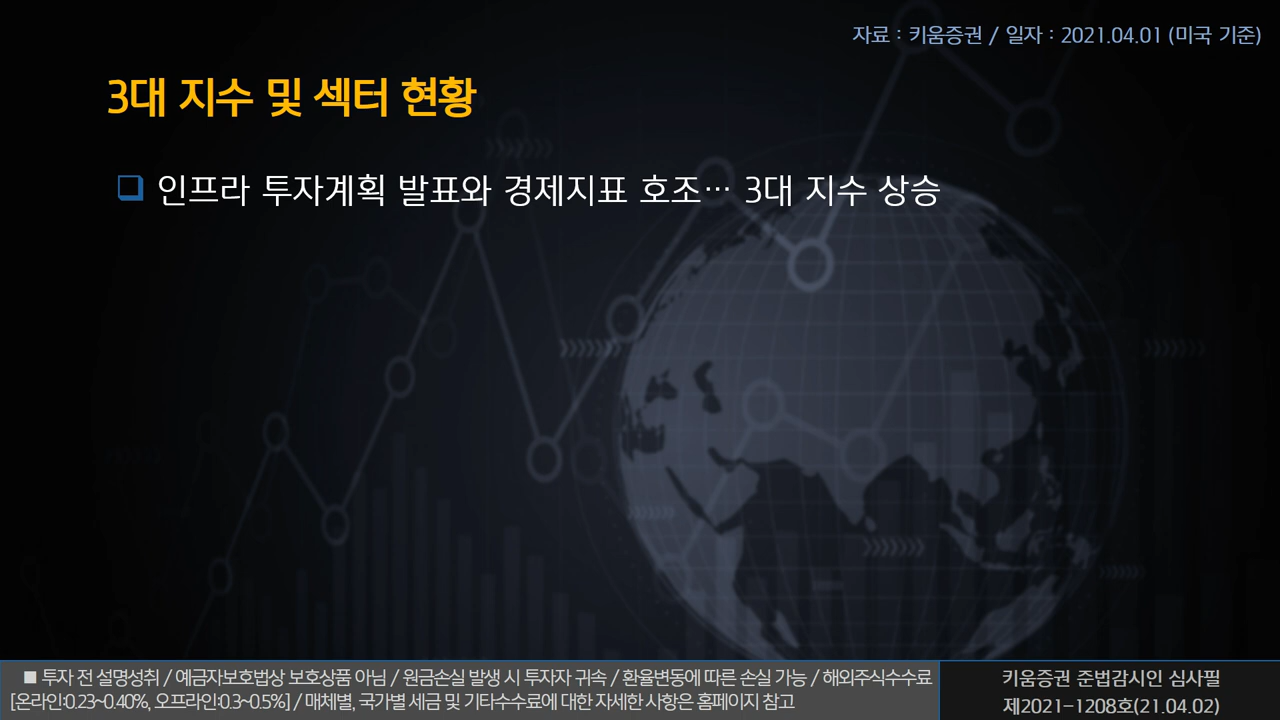 자료 : 키움증권 / 일자 : 2021.04.01 (미국 기준)
3대 지수 및 섹터 현황
❑ 인프라 투자계획 발표와 경제지표 호조… 3대 지수 상승
■ 투자 전 설명성취 / 예금자보호법상 보호상품 아님 / 원금손실 발생 시 투자자 귀속 / 환율변동에 따른 손실 가능 / 해외주식수수료
[온라인:0.23~0.40%, 오프라인:0.3~0.5%] / 매체별, 국가별 세금 및 기타수수료에 대한 자세한 사항은 홈페이지 참고
키움증권 준법감시인 심사필
제2021-1208호(21.04.02)